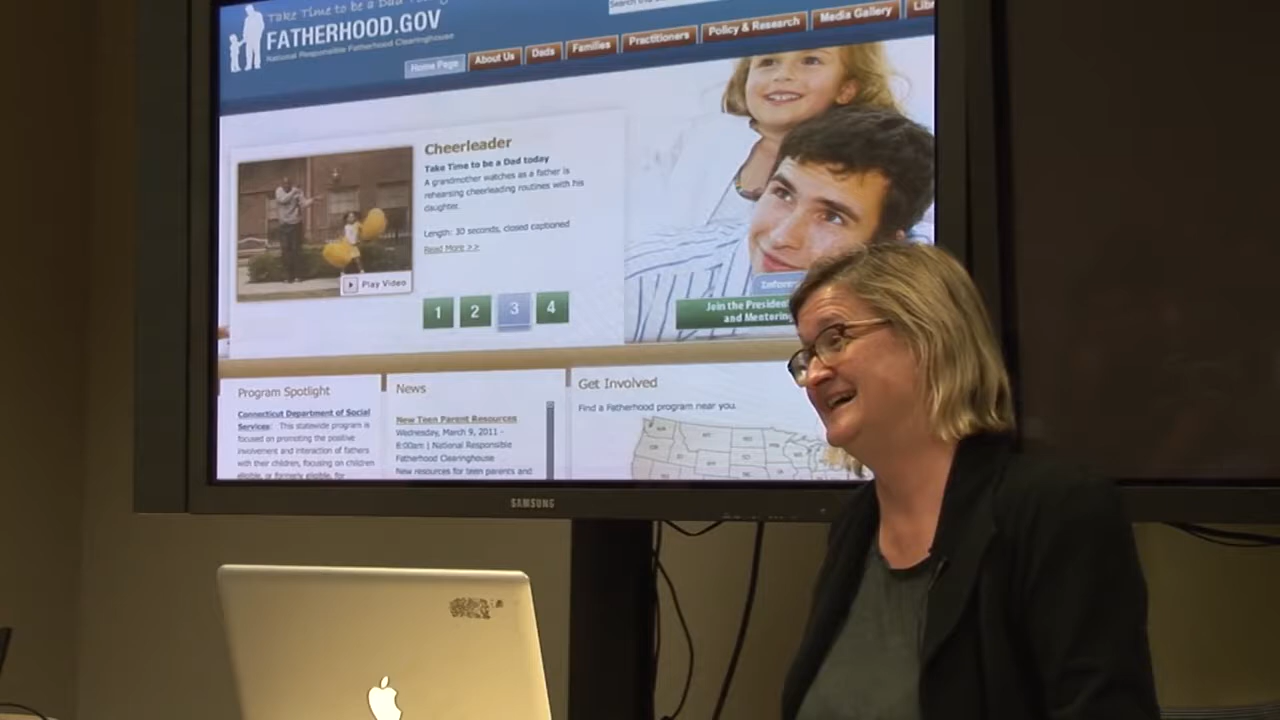 Take Time to be a Dad
FATHERHOOD.GOV
National Responsible Fatherhood Clearinghouse
Search
Home Page
About Us
Dads
Families
Practitioners
Policy & Research
Media Gallery
Cheerleader
Take Time to be a Dad today
A grandmother watches as a father is
rehearsing cheerleading routines with his
daughter.
Length: 30 seconds, closed captioned
Read More >>
Play Video
1 2 3 4
Join the President
and Mentoring
Program Spotlight
Connecticut Department of Social
Services: This statewide program is
focused on promoting the positive
involvement and interaction of fathers
with their children, focusing on children
eligible, or formerly eligible, for
News
New Teen Parent Resources
Wednesday, March 9, 2011 -
8:00am | National Responsible
Fatherhood Clearinghouse
New resources for teen parents and
Get Involved
Find a Fatherhood program near you.
SAMSUNG